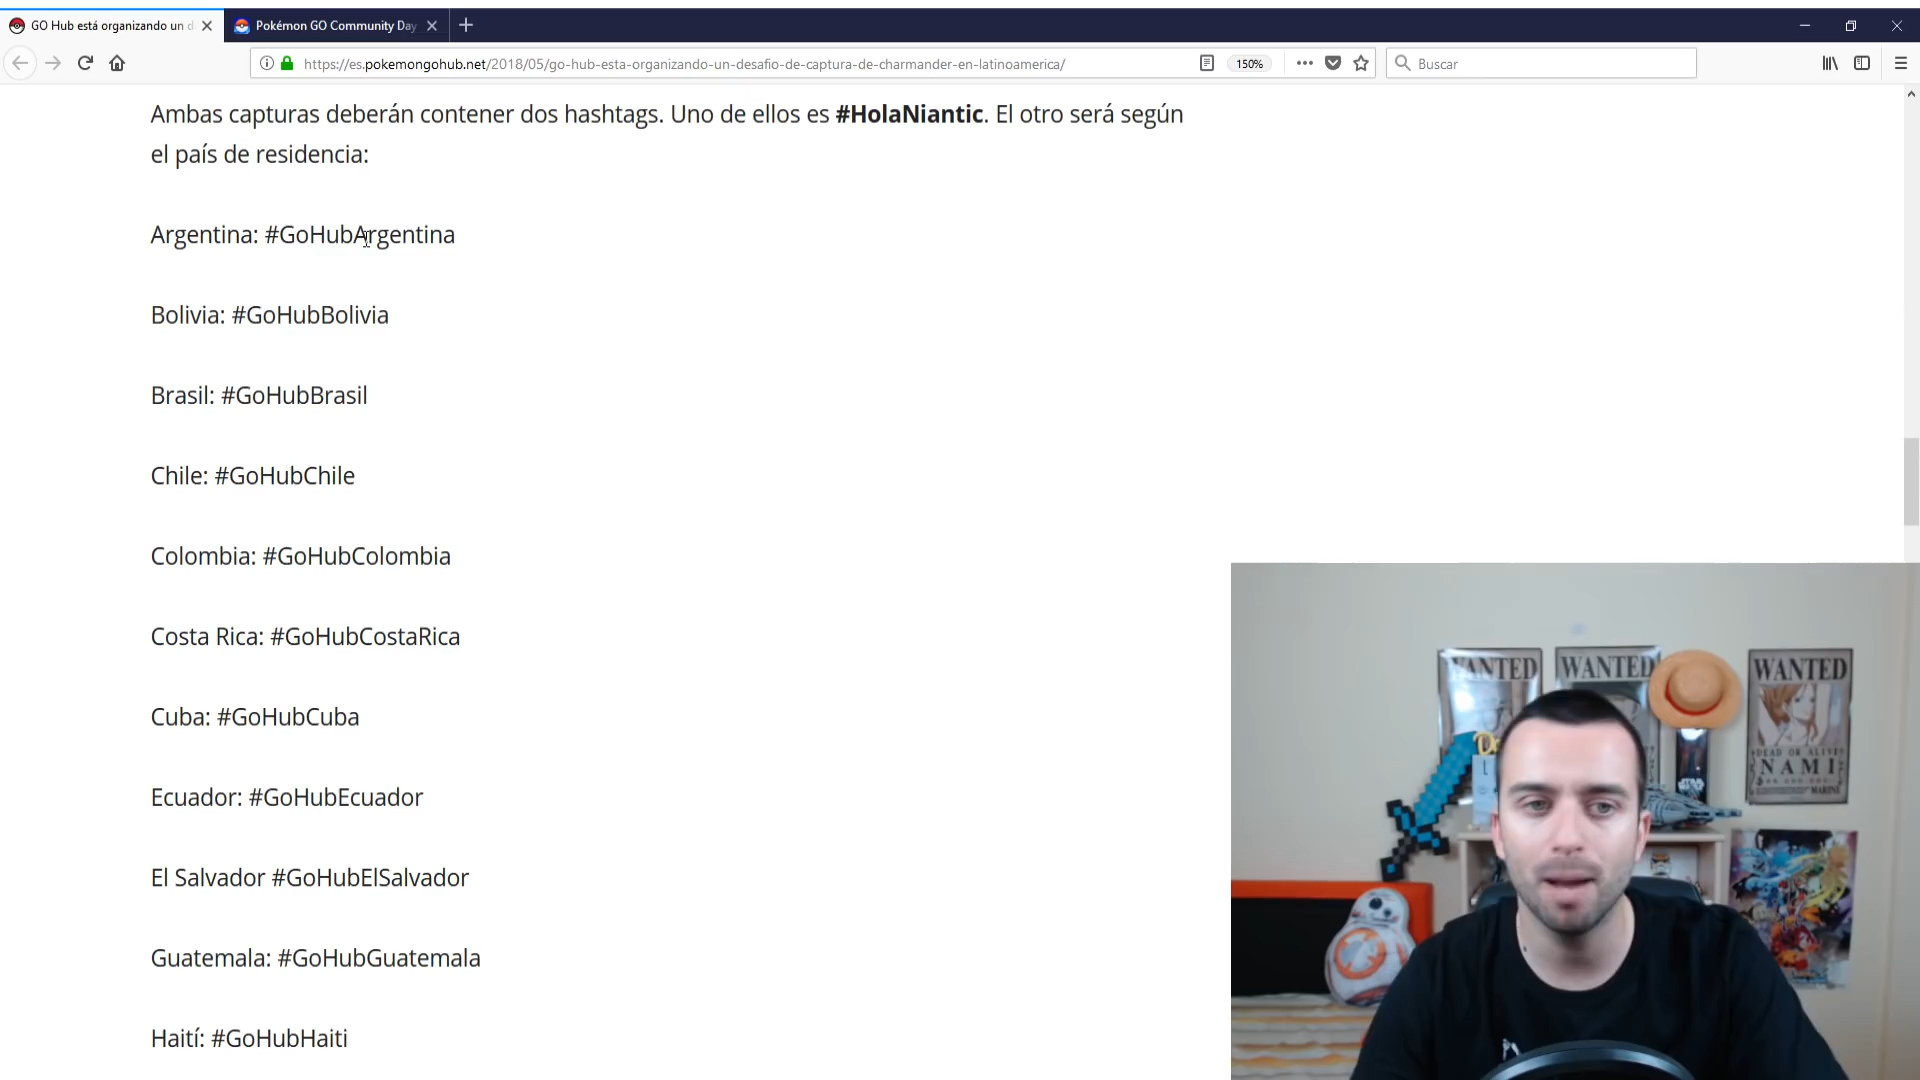 GO Hub está organizando un d
Pokémon GO Community Day
https://es.pokemongohub.net/2018/05/go-hub-esta-organizando-un-desafio-de-captura-de-charmander-en-latinoamerica/
150%
Buscar
Ambas capturas deberán contener dos hashtags. Uno de ellos es #HolaNiantic. El otro será según
el país de residencia:
Argentina: #GoHubArgentina
Bolivia: #GoHubBolivia
Brasil: #GoHubBrasil
Chile: #GoHubChile
Colombia: #GoHubColombia
Costa Rica: #GoHubCostaRica
Cuba: #GoHubCuba
Ecuador: #GoHubEcuador
El Salvador #GoHubElSalvador
Guatemala: #GoHubGuatemala
Haití: #GoHubHaiti
WANTED
WANTED
WANTED
DEAD OR ALIVE
NAMI
MARINE